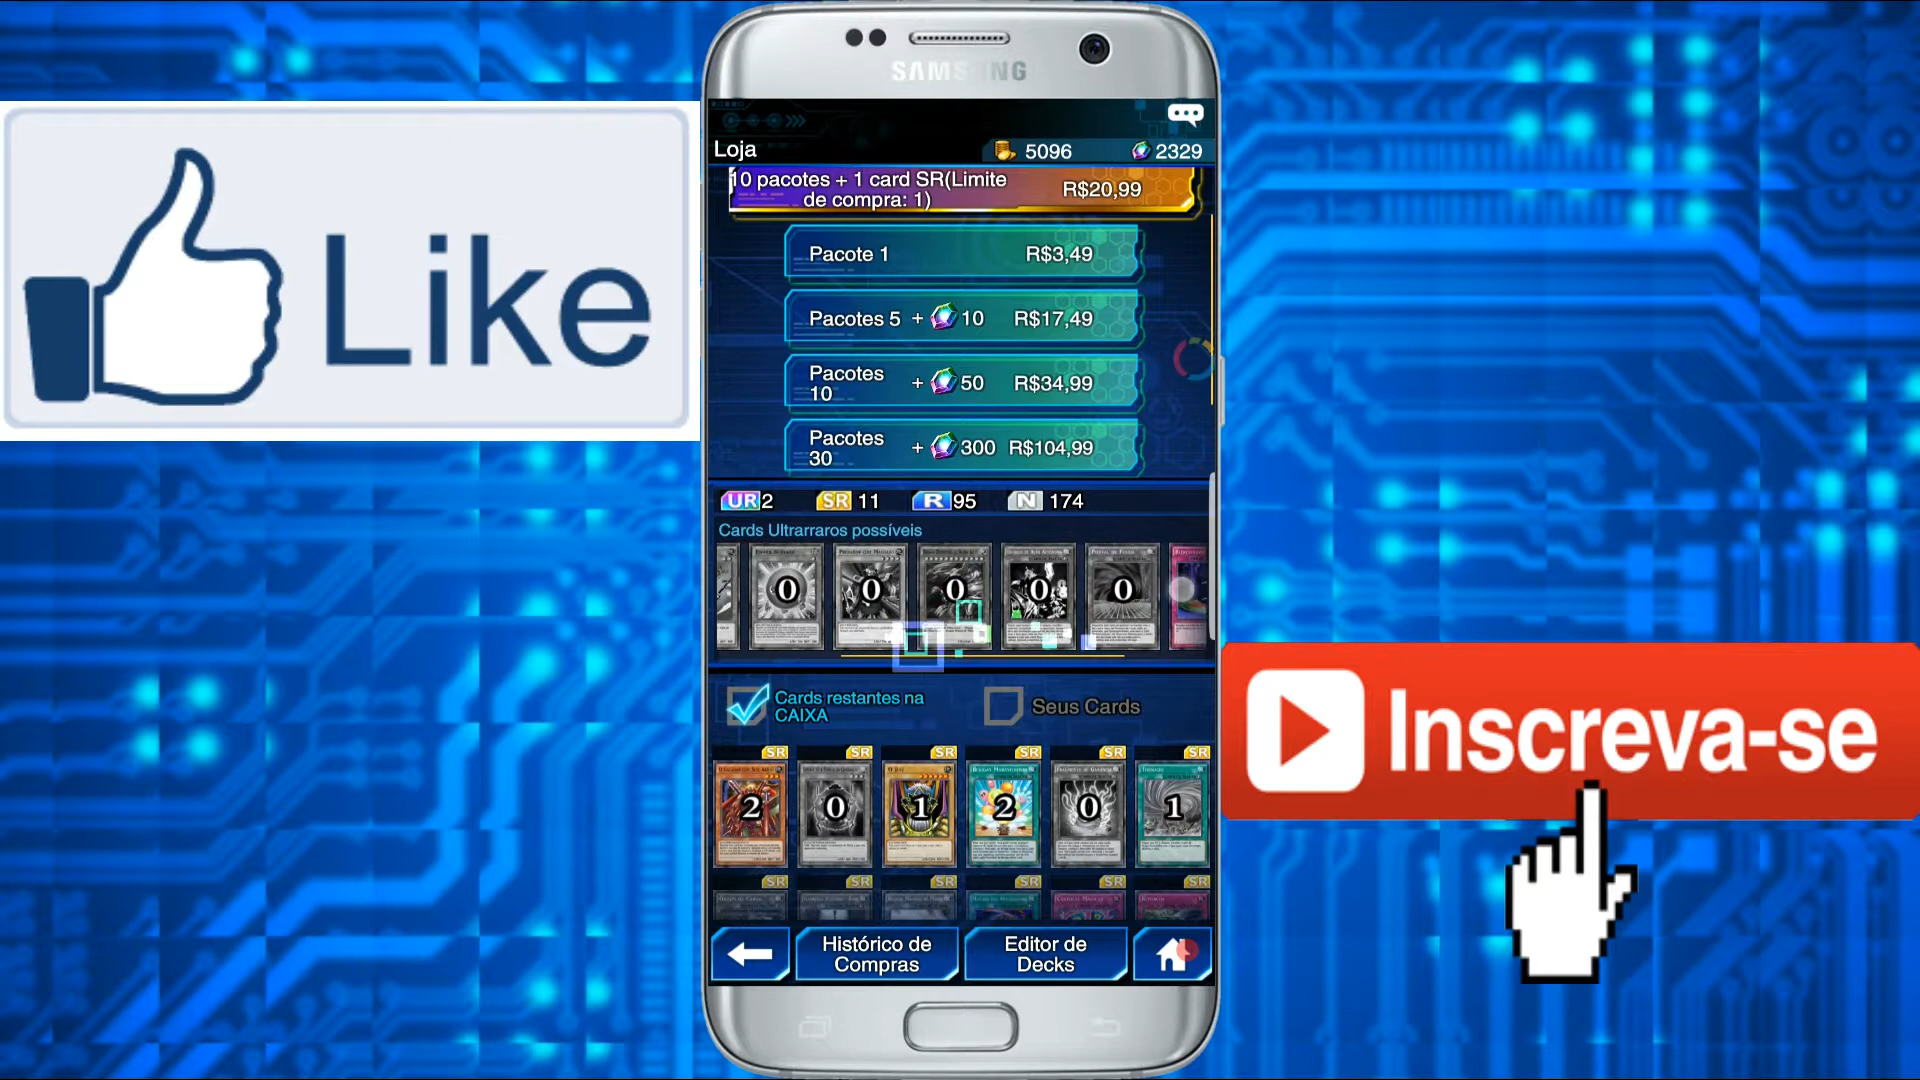 SAMSUNG
Loja
5096
2329
10 pacotes + 1 card SR(Limite
de compra: 1)
R$20,99
Pacote 1
R$3,49
Pacotes 5 + 10 R$17,49
Pacotes
10
+ 50 R$34,99
Pacotes
30
+ 300 R$104,99
UR 2
SR 11
R 95
N 174
Cards Ultrarraros possíveis
0
0
0
0
0
Cards restantes na
CAIXA
Seus Cards
SR
SR
SR
SR
SR
SR
2
0
1
2
0
1
SR
SR
SR
SR
SR
SR
Histórico de
Compras
Editor de
Decks
Like
Inscreva-se